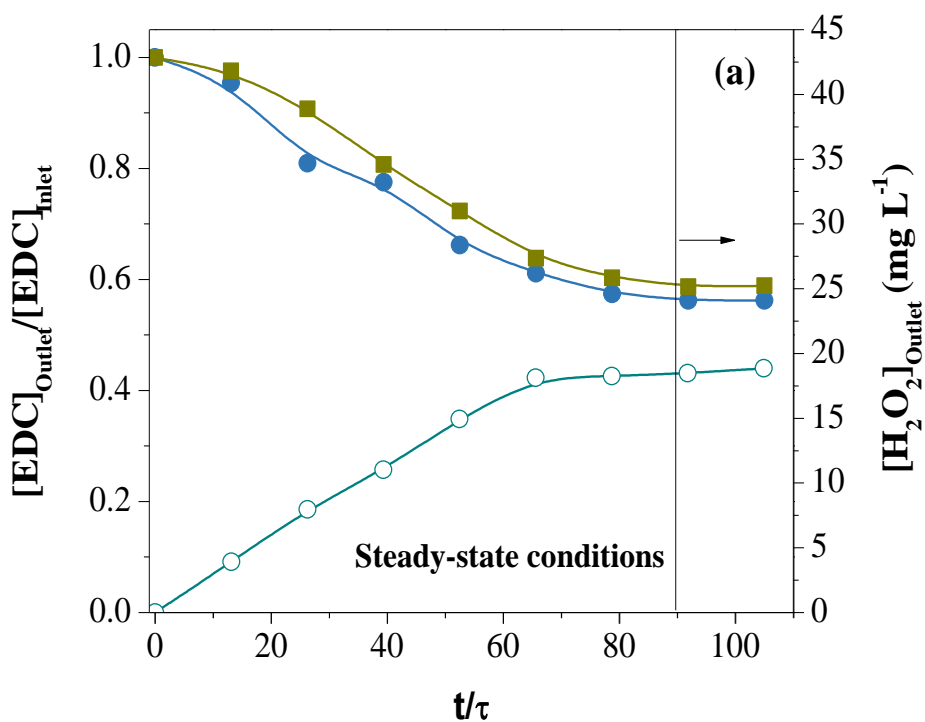 (a)
[EDC]Outlet/[EDC]Inlet
1.0
0.8
0.6
0.4
0.2
0.0
45
40
35
30
25
20
15
10
5
0
[H2O2]Outlet (mg L-1)
Steady-state conditions
0 20 40 60 80 100
t/τ